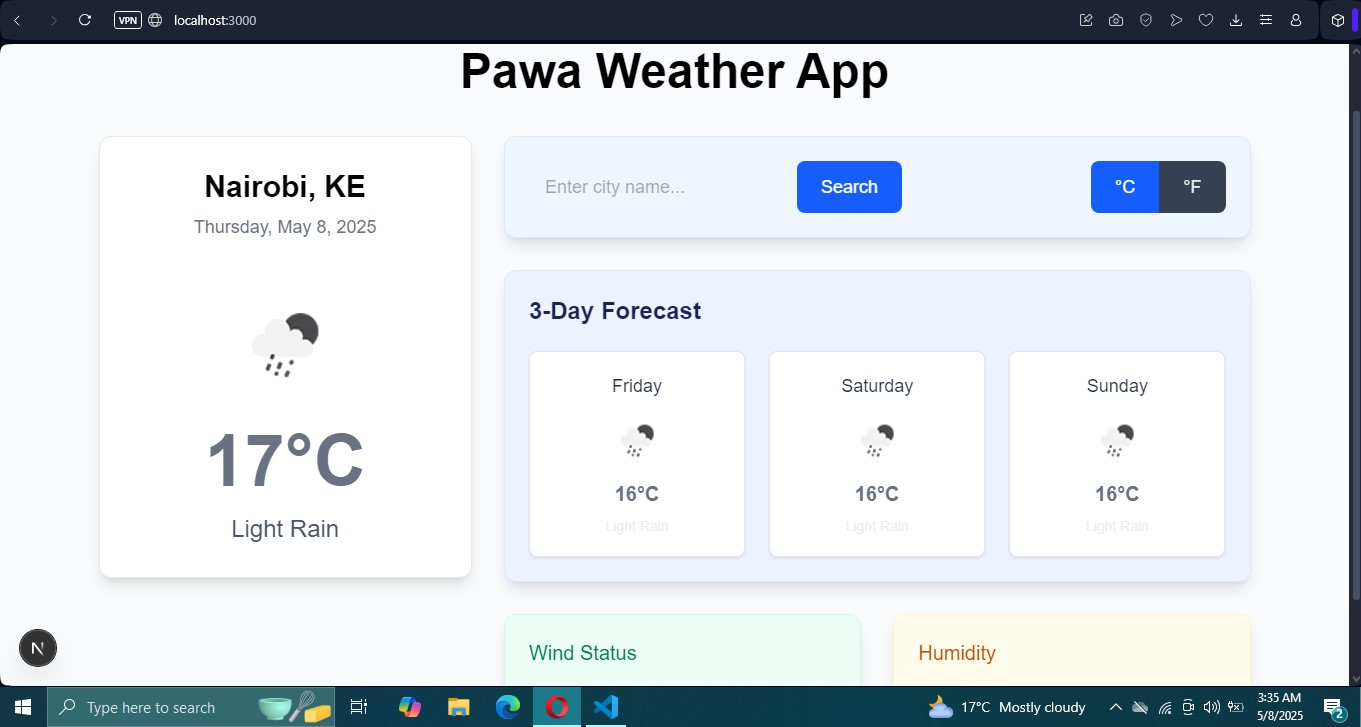 VPN localhost:3000
Pawa Weather App
Nairobi, KE
Thursday, May 8, 2025
17°C
Light Rain
Enter city name...
Search
°C
°F
3-Day Forecast
Friday
16°C
Light Rain
Saturday
16°C
Light Rain
Sunday
16°C
Light Rain
Wind Status
Humidity
N
Type here to search
17°C Mostly cloudy
3:35 AM
5/8/2025
2